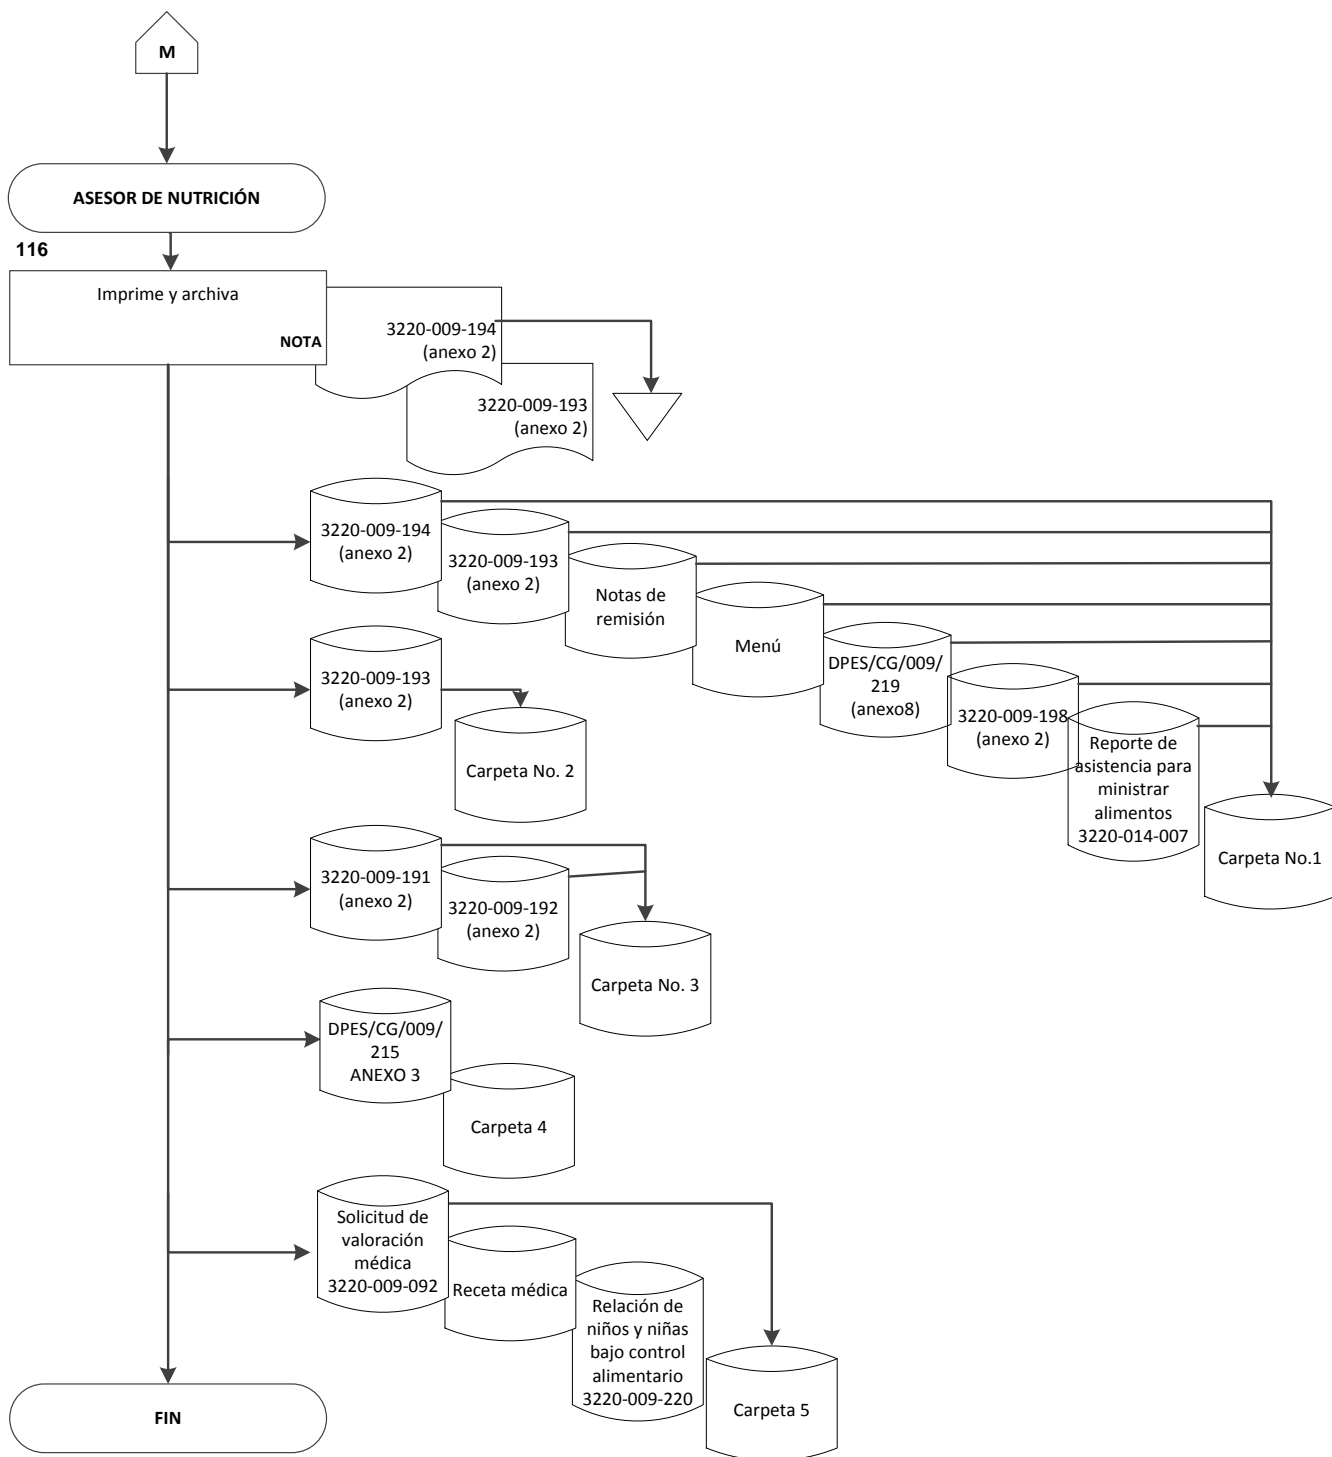 M
ASESOR DE NUTRICIÓN
116
Imprime y archiva
NOTA
3220-009-194
(anexo 2)
3220-009-193
(anexo 2)
3220-009-194
(anexo 2)
3220-009-193
(anexo 2)
Notas de
remisión
Menú
DPES/CG/009/
219
(anexo8)
3220-009-198
(anexo 2)
Reporte de
asistencia para
ministrar
alimentos
3220-014-007
Carpeta No.1
3220-009-193
(anexo 2)
Carpeta No. 2
3220-009-191
(anexo 2)
3220-009-192
(anexo 2)
Carpeta No. 3
DPES/CG/009/
215
ANEXO 3
Carpeta 4
Solicitud de
valoración
médica
3220-009-092
Receta médica
Relación de
niños y niñas
bajo control
alimentario
3220-009-220
Carpeta 5
FIN